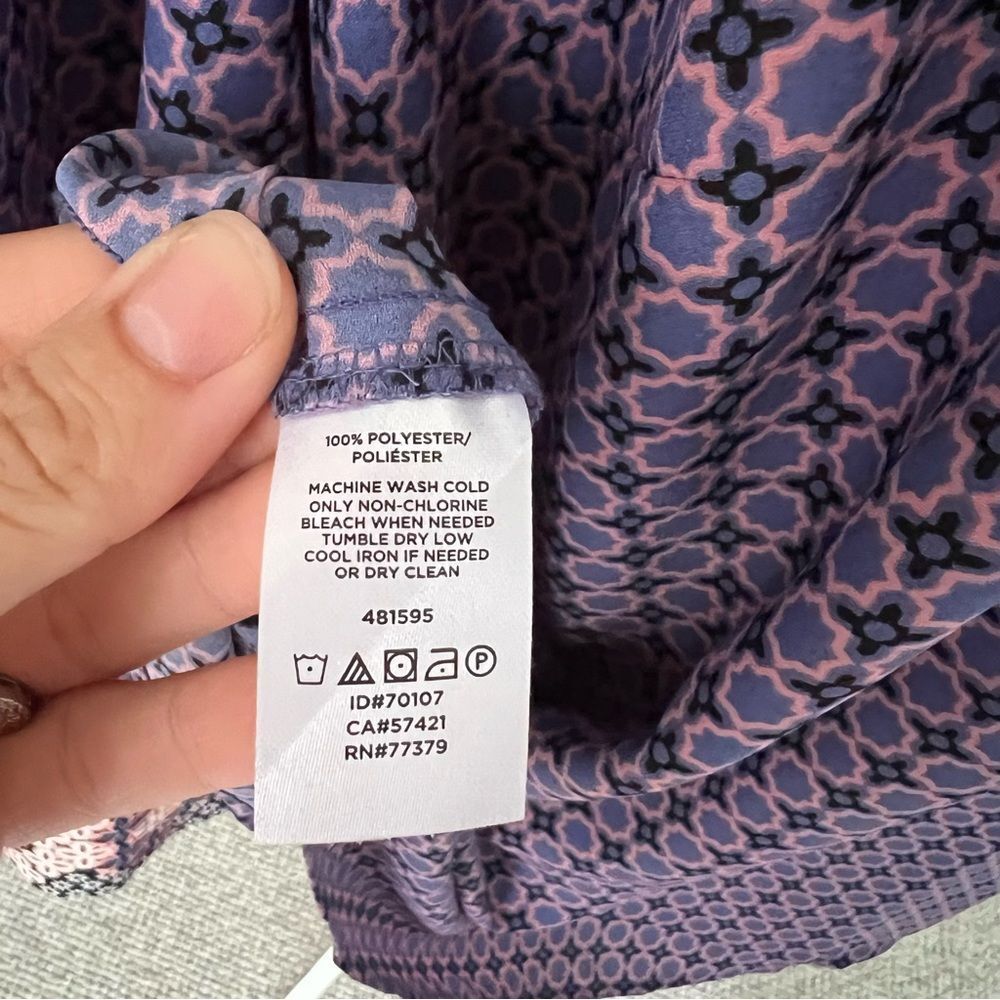 100% POLYESTER/
POLIÉSTER
MACHINE WASH COLD
ONLY NON-CHLORINE
BLEACH WHEN NEEDED
TUMBLE DRY LOW
COOL IRON IF NEEDED
OR DRY CLEAN
481595
P
ID#70107
CA#57421
RN#77379